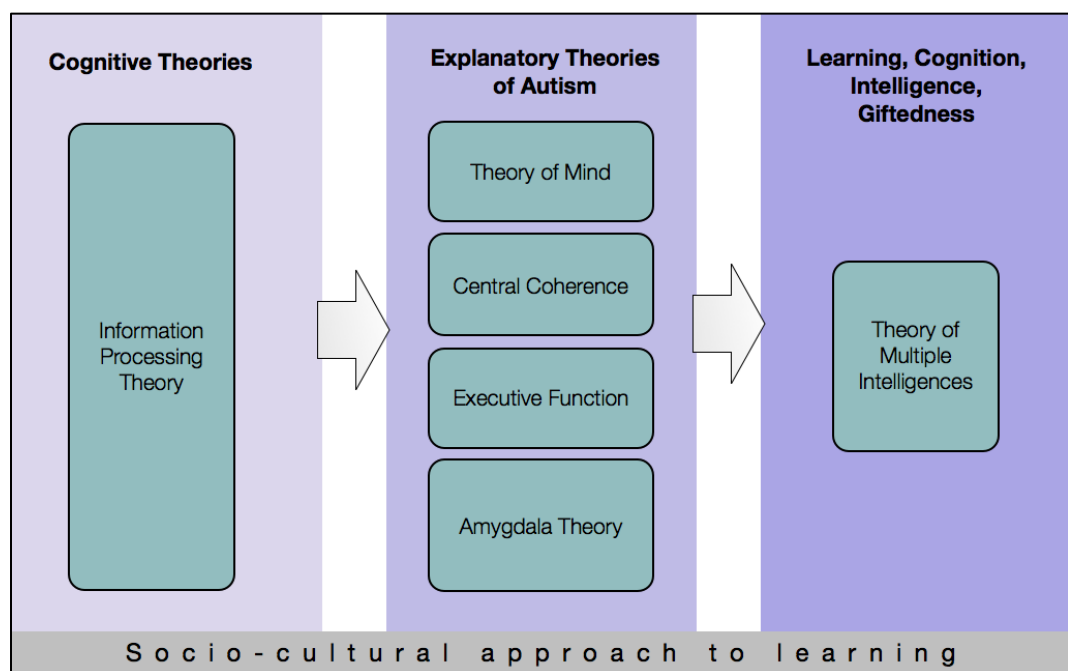 Cognitive Theories
Information
Processing
Theory
Explanatory Theories
of Autism
Theory of Mind
Central Coherence
Executive Function
Amygdala Theory
Learning, Cognition,
Intelligence,
Giftedness
Theory of
Multiple
Intelligences
Socio-cultural approach to learning